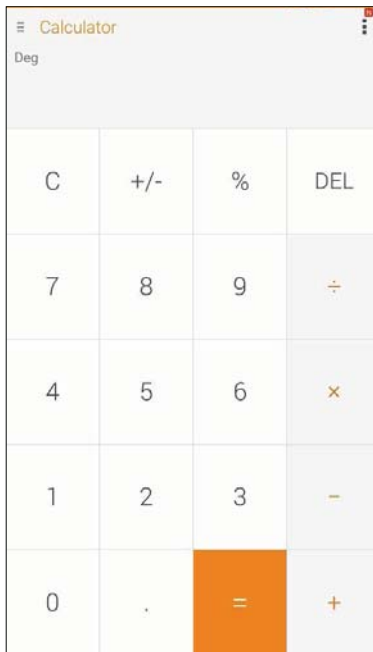 Calculator
Deg
C +/- % DEL
7 8 9 ÷
4 5 6 ×
1 2 3 −
0 . = +